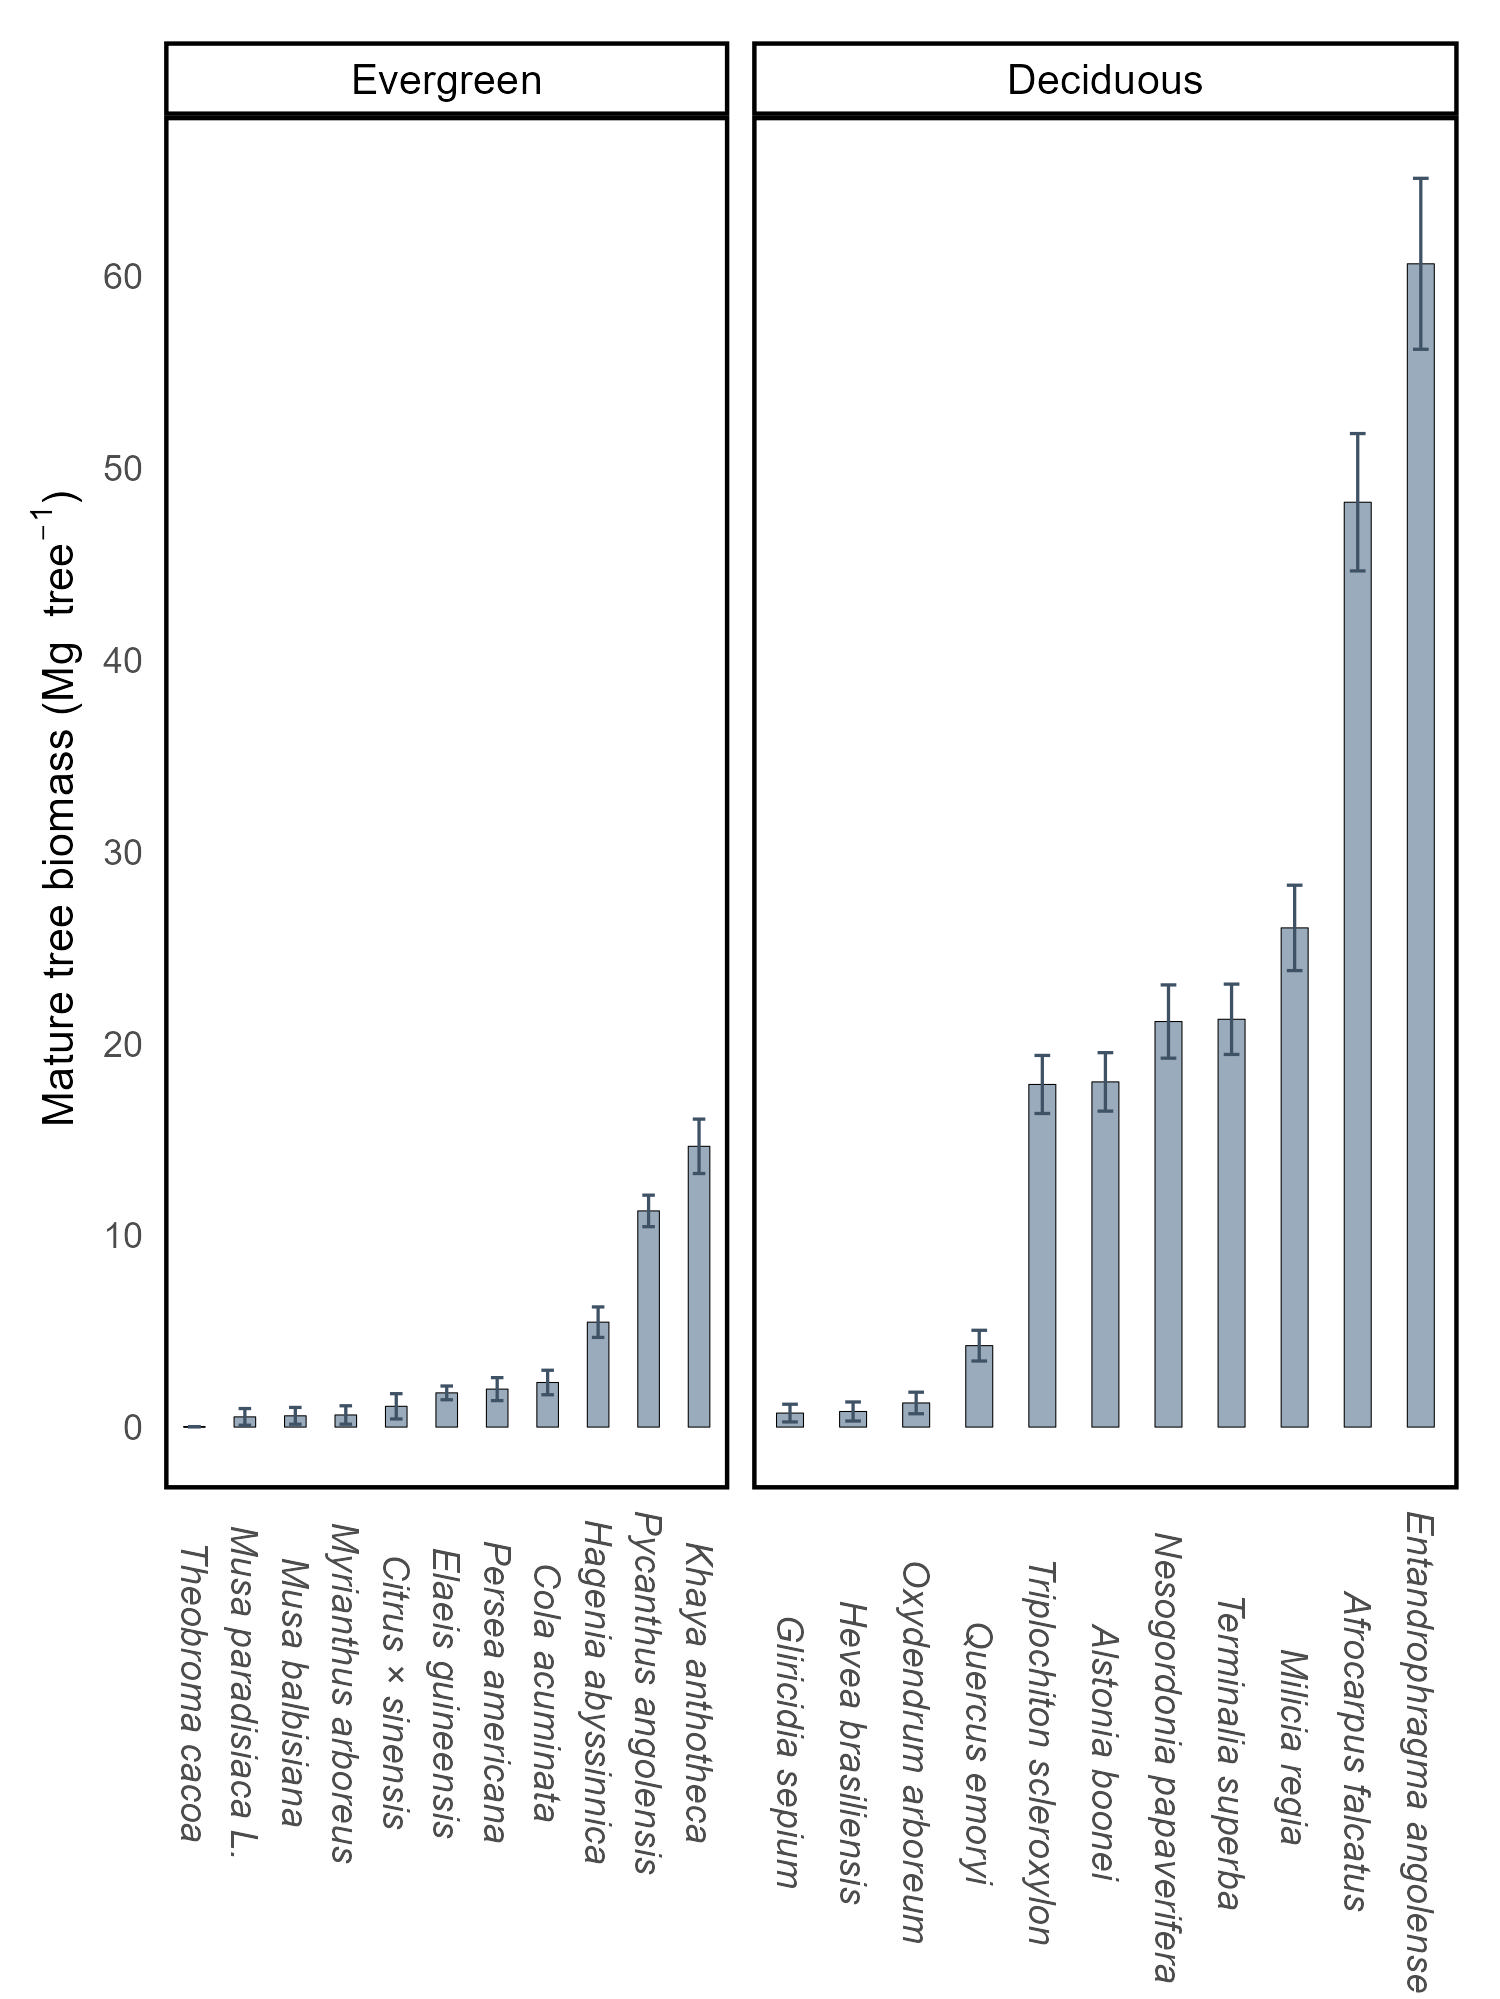 Evergreen
Deciduous
Mature tree biomass (Mg tree⁻¹)
60
50
40
30
20
10
0
Theobroma cacoa
Musa paradisiaca L.
Musa balbisiana
Myrianthus arboreus
Citrus × sinensis
Elaeis guineensis
Persea americana
Cola acuminata
Hagenia abyssinnica
Pycanthus angolensis
Khaya anthotheca
Gliricidia sepium
Hevea brasiliensis
Oxydendrum arboreum
Quercus emoryi
Triplochiton scleroxylon
Alstonia boonei
Nesogordonia papaverifera
Terminalia superba
Milicia regia
Afrocarpus falcatus
Entandrophragma angolense